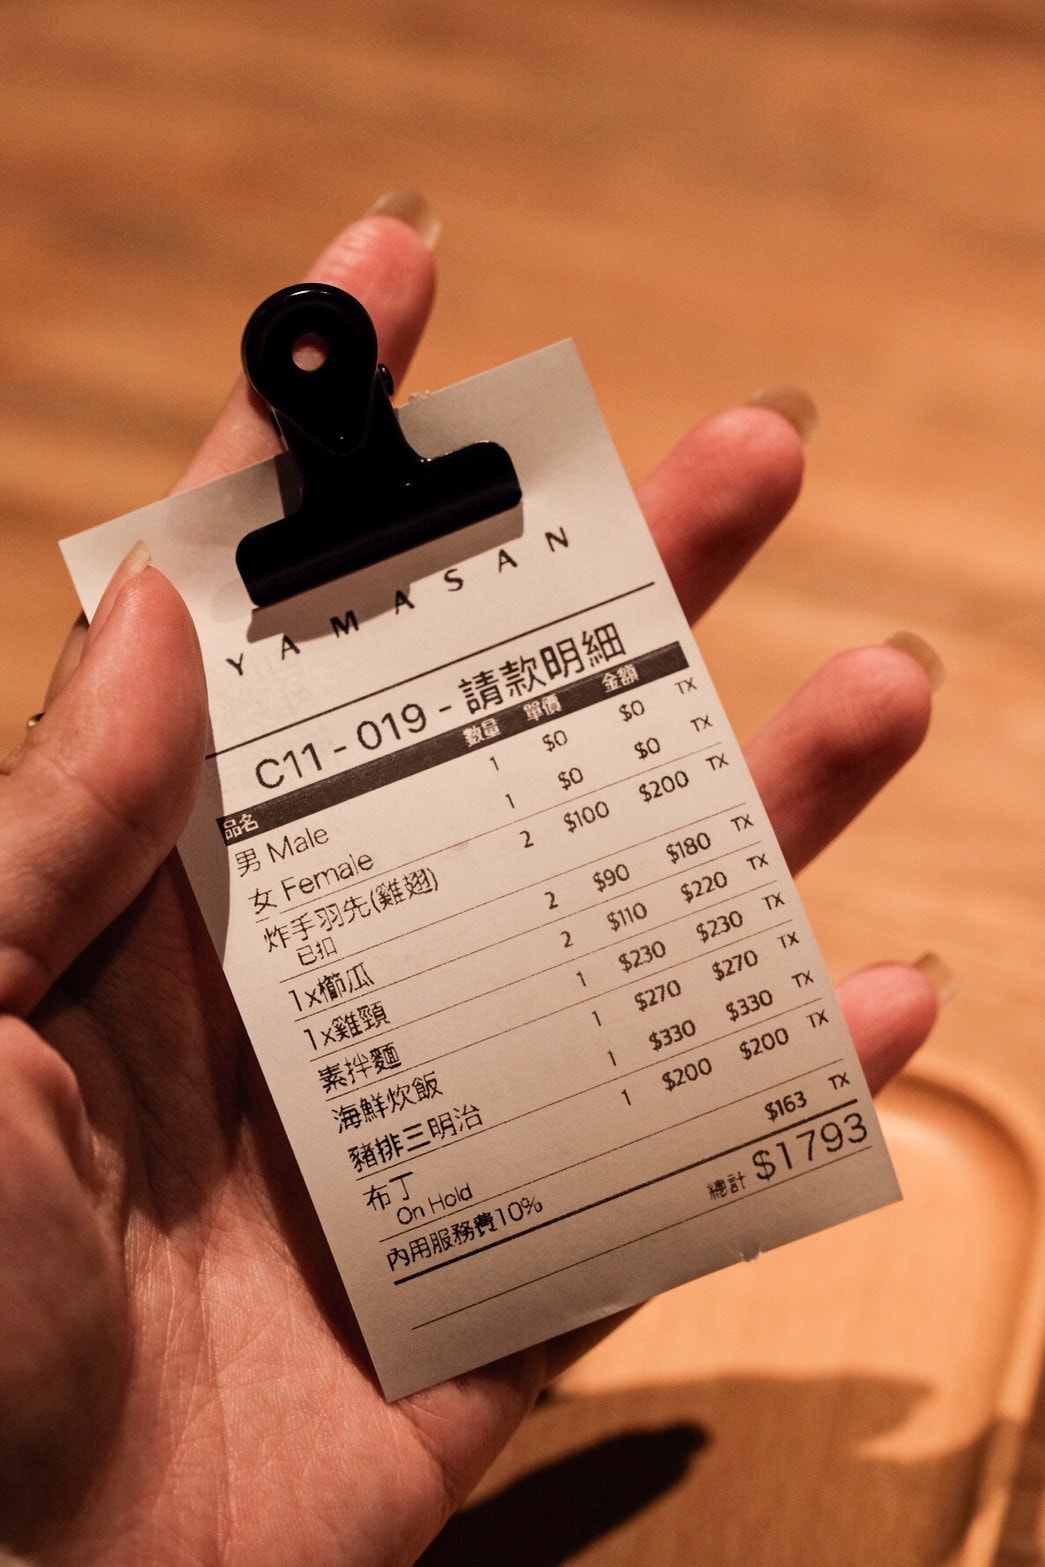 YAMASAN
C11 - 019 - 請款明細
品名 數量 單價 金額
男 Male 1 $0 $0 TX
女 Female 1 $0 $0 TX
炸手羽先(雞翅) 2 $100 $200 TX
已扣
1x櫛瓜 2 $90 $180 TX
1x雞頸 2 $110 $220 TX
素拌麵 1 $230 $230 TX
海鮮炊飯 1 $270 $270 TX
豬排三明治 1 $330 $330 TX
布丁 1 $200 $200 TX
On Hold
內用服務費10% $163 TX
總計 $1793